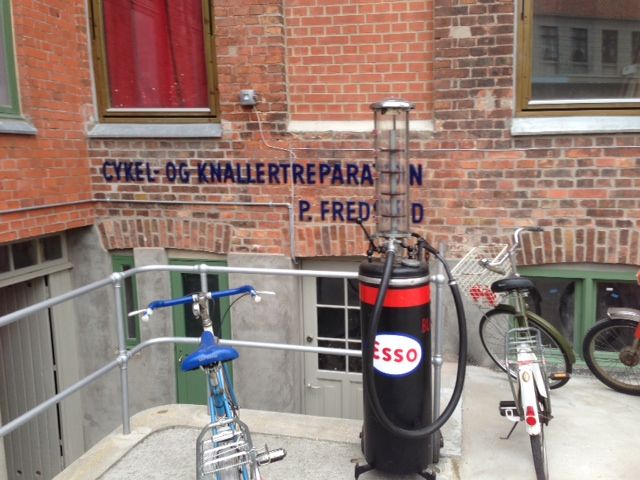 CYKEL- OG KNALLERTREPARATION
P.
ESSO